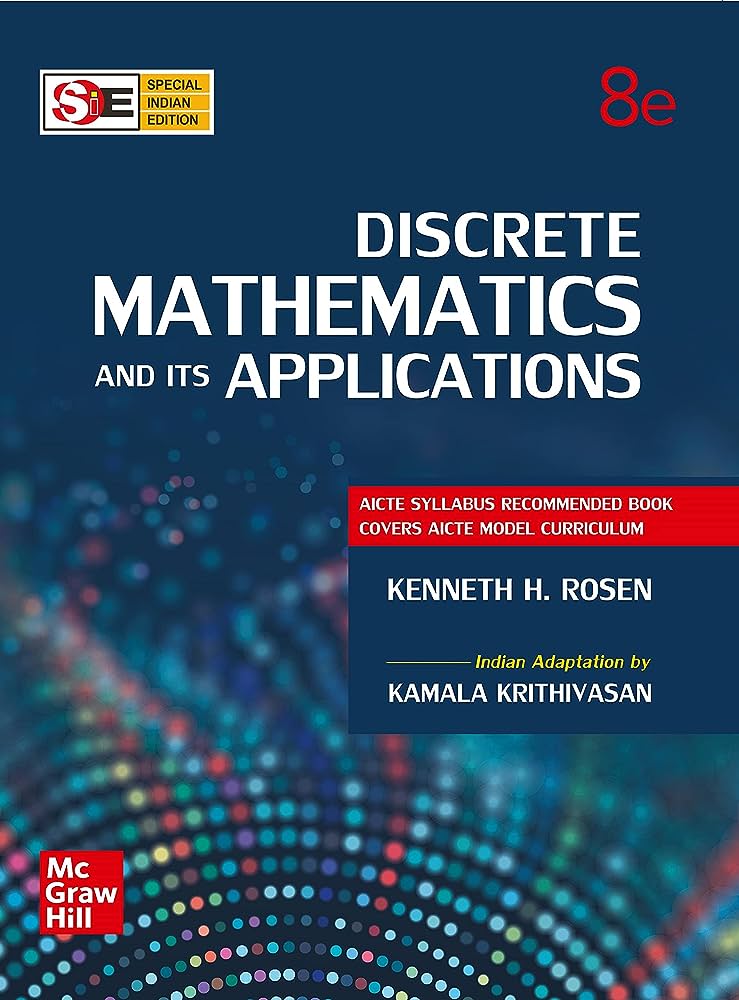 SiE
SPECIAL
INDIAN
EDITION
8e
DISCRETE
MATHEMATICS
AND ITS APPLICATIONS
AICTE SYLLABUS RECOMMENDED BOOK
COVERS AICTE MODEL CURRICULUM
KENNETH H. ROSEN
Indian Adaptation by
KAMALA KRITHIVASAN
Mc
Graw
Hill